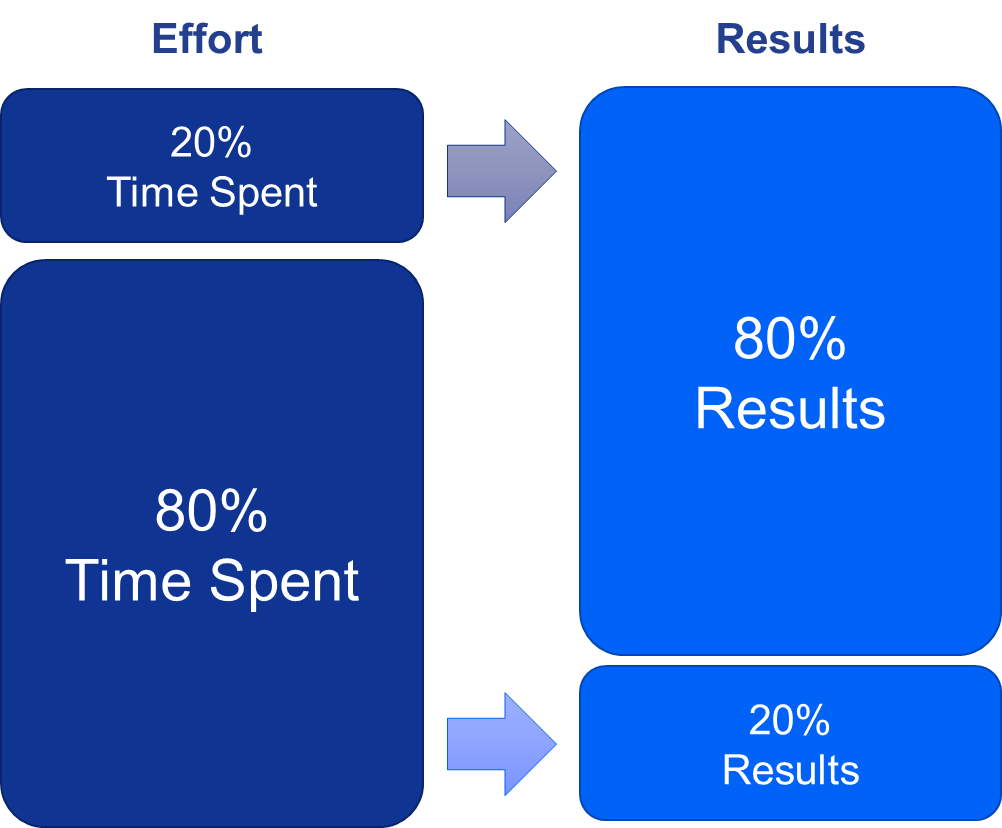 Effort
Results
20%
Time Spent
80%
Time Spent
80%
Results
20%
Results